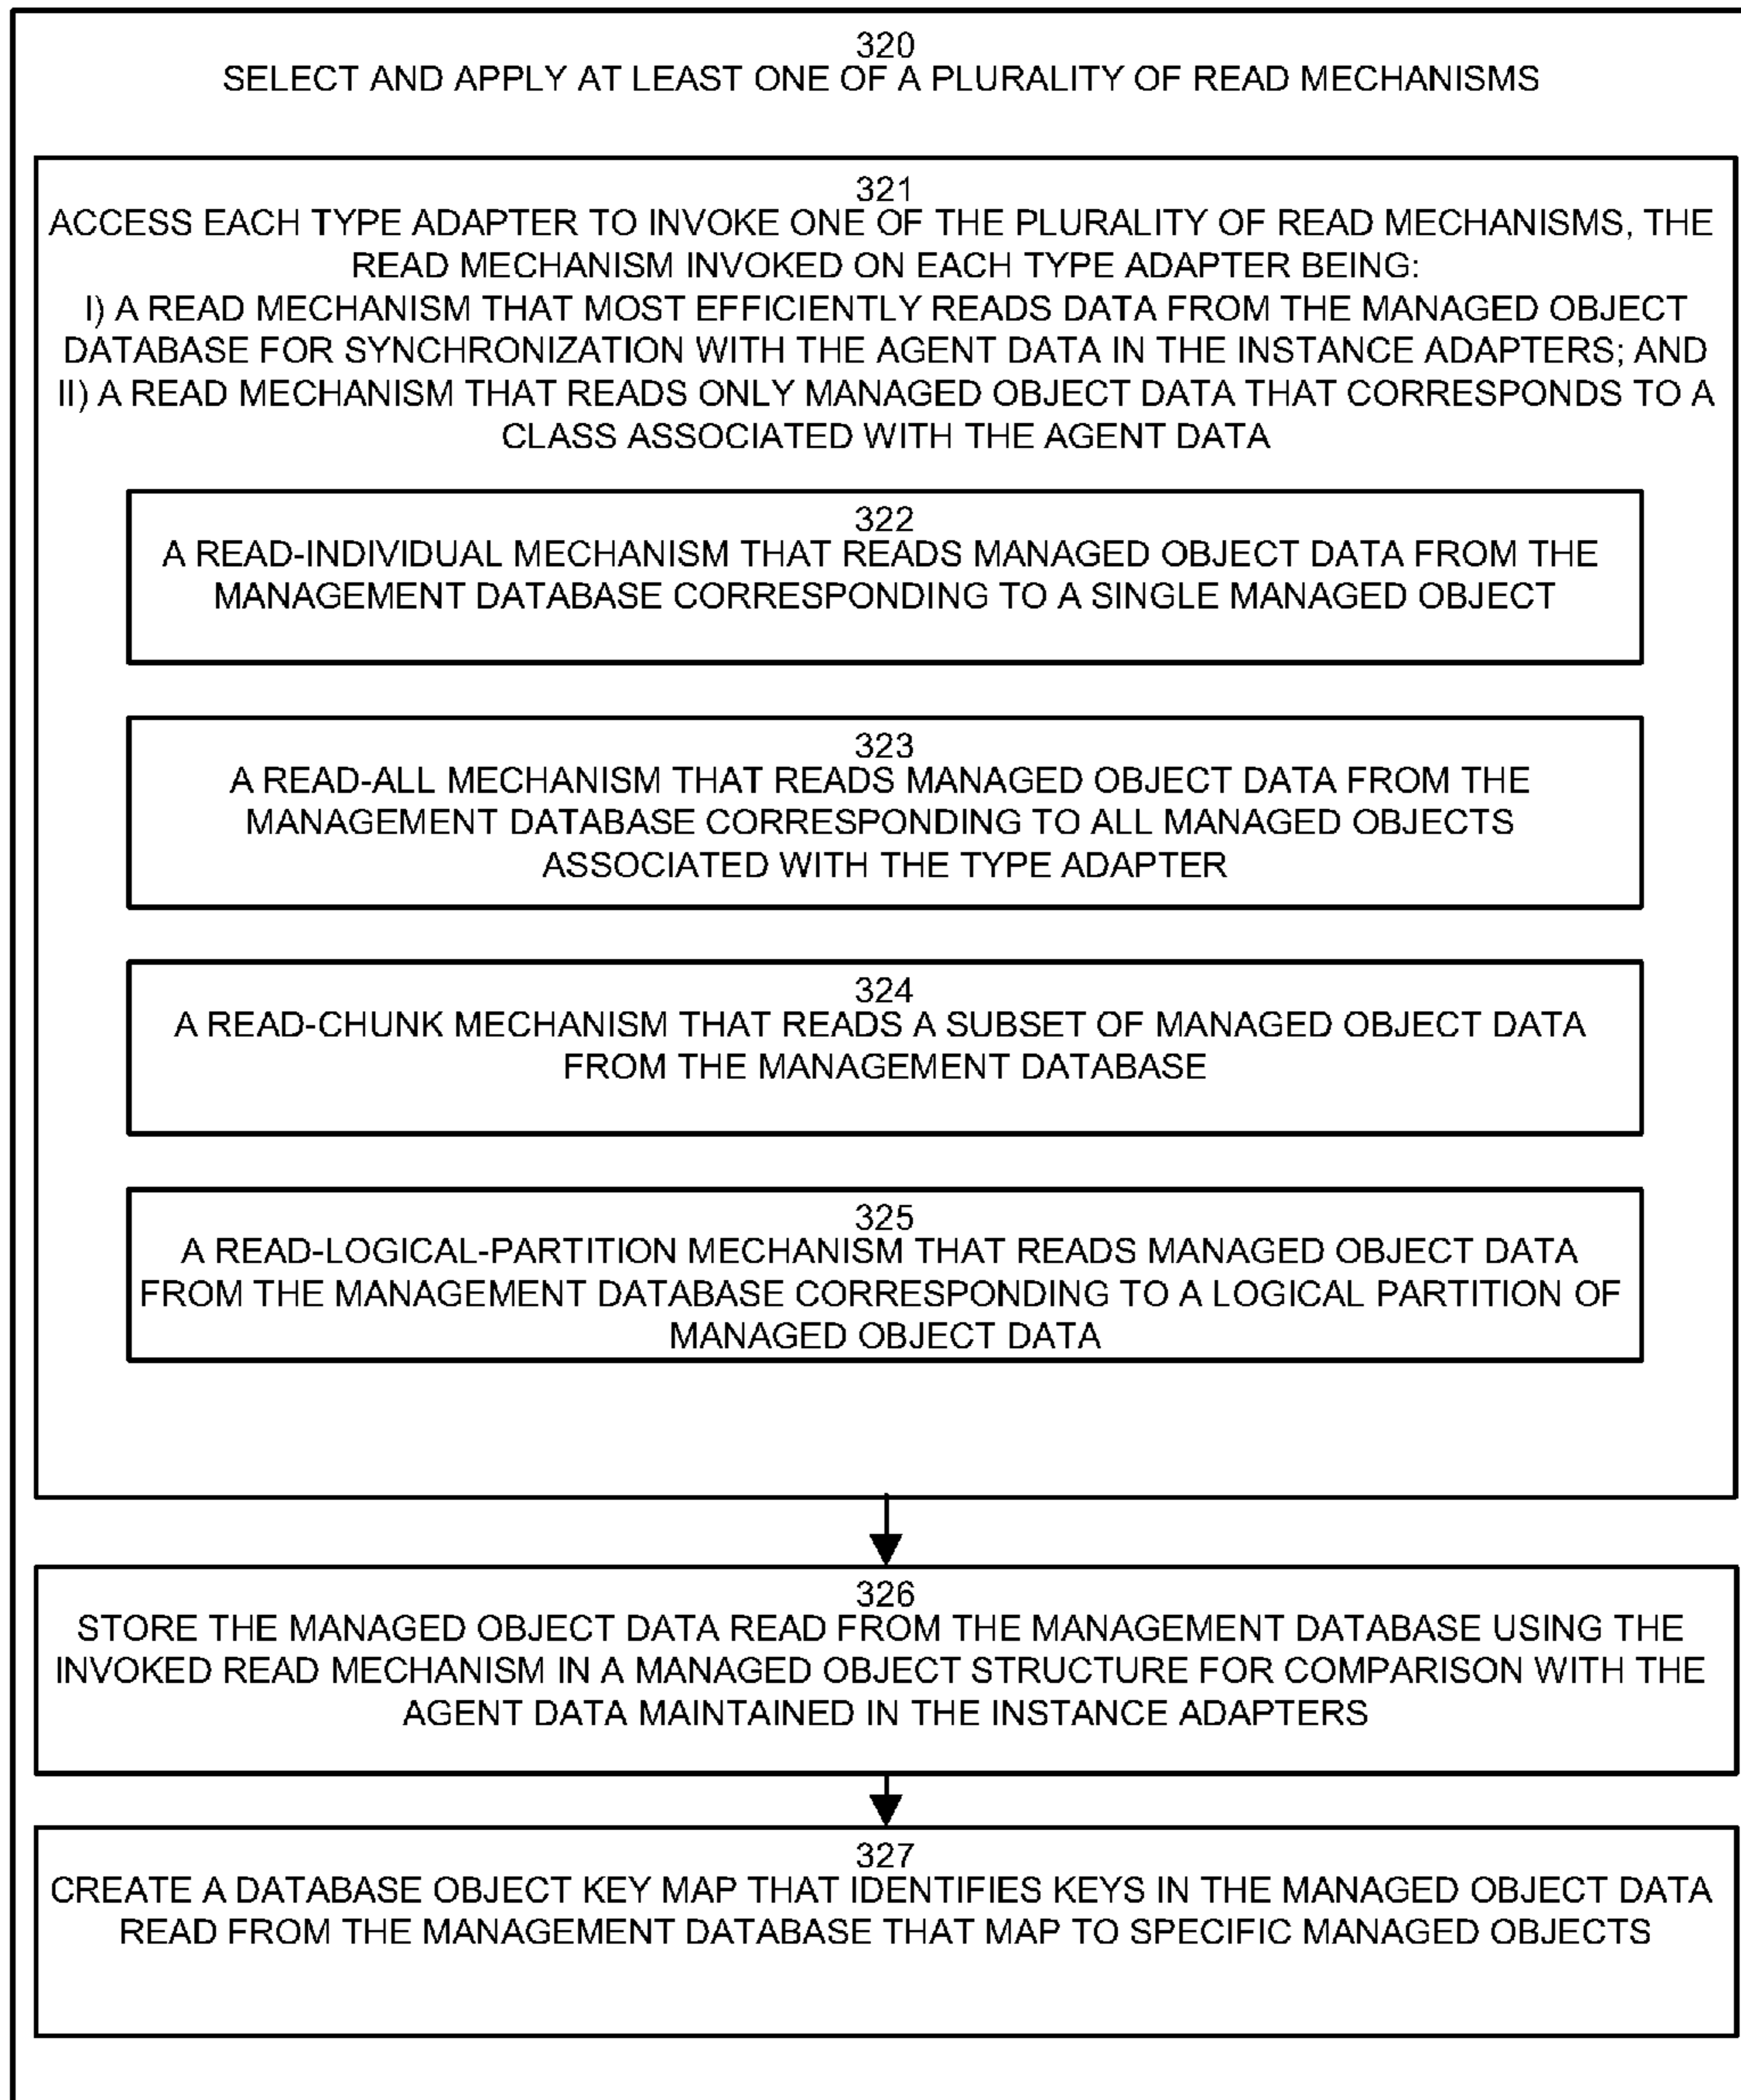 320
SELECT AND APPLY AT LEAST ONE OF A PLURALITY OF READ MECHANISMS
321
ACCESS EACH TYPE ADAPTER TO INVOKE ONE OF THE PLURALITY OF READ MECHANISMS, THE
READ MECHANISM INVOKED ON EACH TYPE ADAPTER BEING:
I) A READ MECHANISM THAT MOST EFFICIENTLY READS DATA FROM THE MANAGED OBJECT
DATABASE FOR SYNCHRONIZATION WITH THE AGENT DATA IN THE INSTANCE ADAPTERS; AND
II) A READ MECHANISM THAT READS ONLY MANAGED OBJECT DATA THAT CORRESPONDS TO A
CLASS ASSOCIATED WITH THE AGENT DATA
322
A READ-INDIVIDUAL MECHANISM THAT READS MANAGED OBJECT DATA FROM THE
MANAGEMENT DATABASE CORRESPONDING TO A SINGLE MANAGED OBJECT
323
A READ-ALL MECHANISM THAT READS MANAGED OBJECT DATA FROM THE
MANAGEMENT DATABASE CORRESPONDING TO ALL MANAGED OBJECTS
ASSOCIATED WITH THE TYPE ADAPTER
324
A READ-CHUNK MECHANISM THAT READS A SUBSET OF MANAGED OBJECT DATA
FROM THE MANAGEMENT DATABASE
325
A READ-LOGICAL-PARTITION MECHANISM THAT READS MANAGED OBJECT DATA
FROM THE MANAGEMENT DATABASE CORRESPONDING TO A LOGICAL PARTITION OF
MANAGED OBJECT DATA
326
STORE THE MANAGED OBJECT DATA READ FROM THE MANAGEMENT DATABASE USING THE
INVOKED READ MECHANISM IN A MANAGED OBJECT STRUCTURE FOR COMPARISON WITH THE
AGENT DATA MAINTAINED IN THE INSTANCE ADAPTERS
327
CREATE A DATABASE OBJECT KEY MAP THAT IDENTIFIES KEYS IN THE MANAGED OBJECT DATA
READ FROM THE MANAGEMENT DATABASE THAT MAP TO SPECIFIC MANAGED OBJECTS